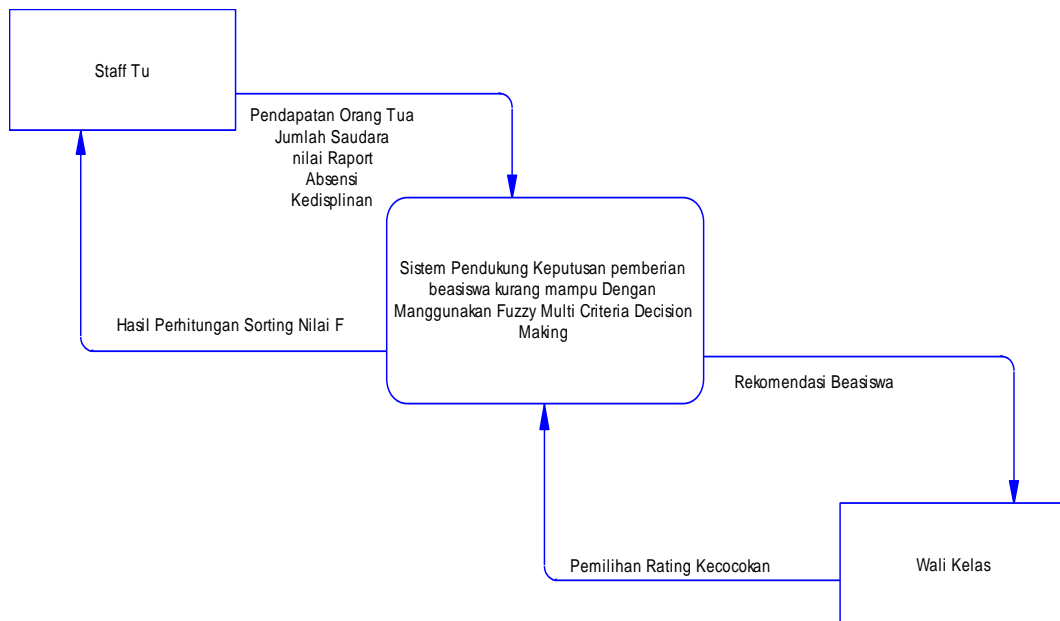 Staff Tu
Pendapatan Orang Tua
Jumlah Saudara
nilai Raport
Absensi
Kedisplinan
Sistem Pendukung Keputusan pemberian
beasiswa kurang mampu Dengan
Manggunakan Fuzzy Multi Criteria Decision
Making
Hasil Perhitungan Sorting Nilai F
Rekomendasi Beasiswa
Pemilihan Rating Kecocokan
Wali Kelas